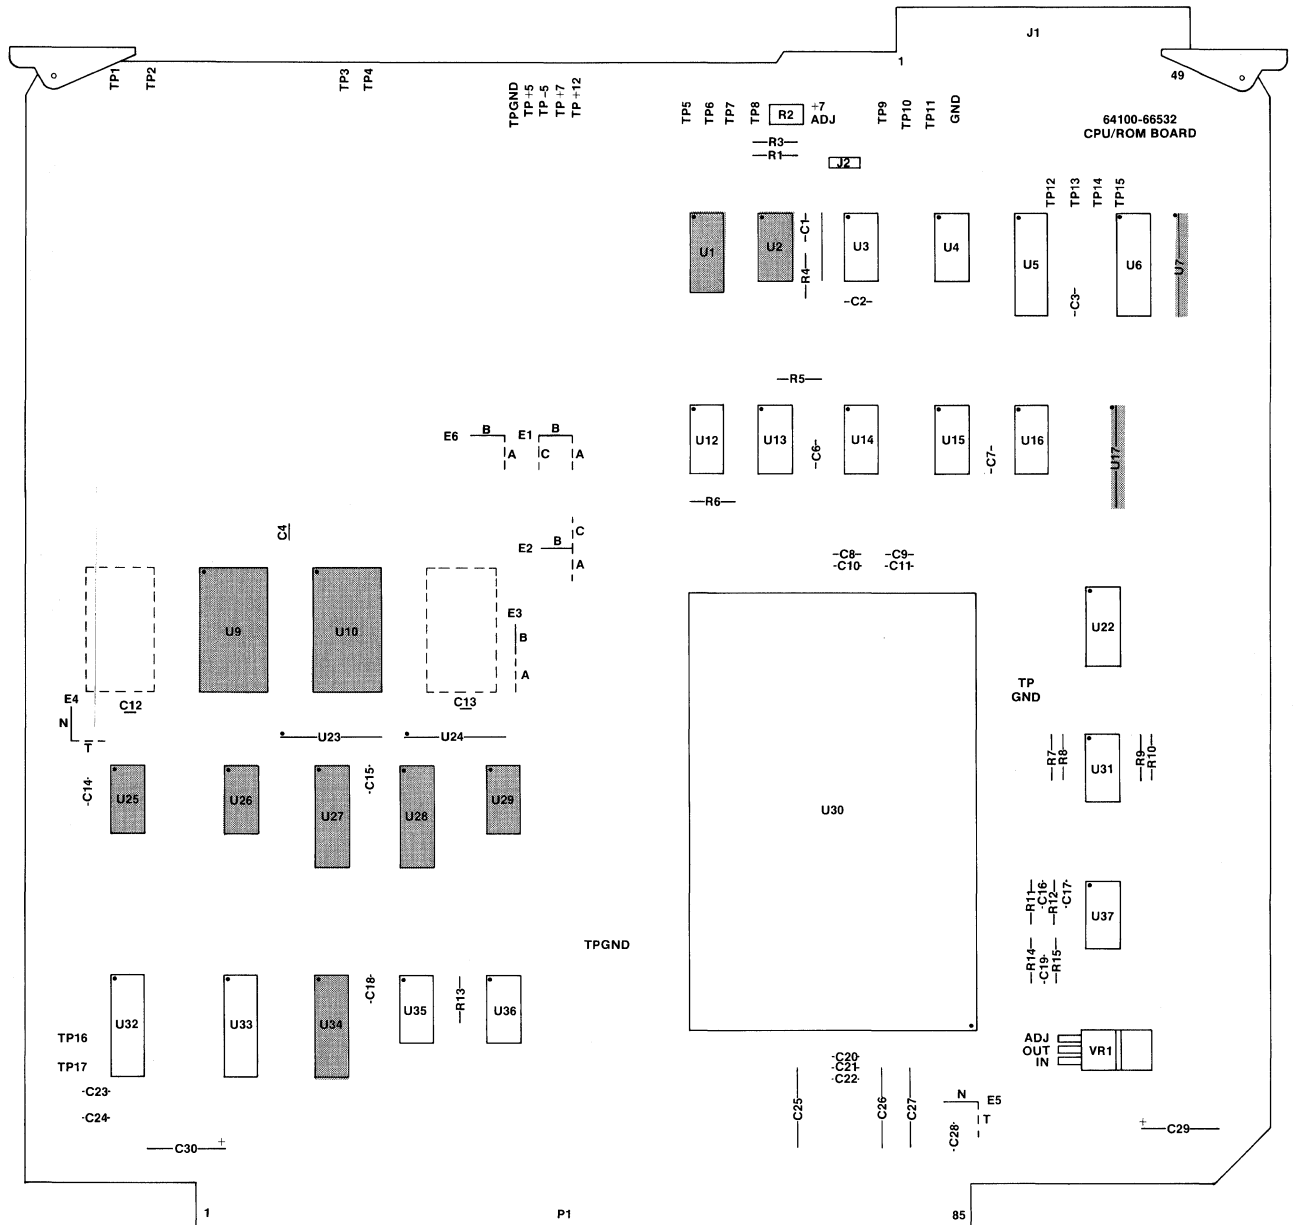 J1
1
49
TP1
TP2
TP3
TP4
TPGND
TP +5
TP -5
TP +7
TP +12
TP5
TP6
TP7
TP8
R2
+7
ADJ
TP9
TP10
TP11
GND
64100-66532
CPU/ROM BOARD
R3
R1
J2
TP12
TP13
TP14
TP15
U1
U2
C1
R4
U3
C2
U4
U5
C3
U6
U7
R5
E6
B
A
E1
B
C
A
U12
U13
C6
U14
U15
C7
U16
U17
R6
C4
E2
B
C
A
C8
C9
C10
C11
U9
U10
E3
B
A
U22
TP
GND
E4
N
T
C12
C13
U23
U24
R7
R8
U31
R9
R10
C14
U25
U26
U27
C15
U28
U29
U30
R11
C16
R12
C17
U37
TPGND
R14
C19
R15
U32
U33
U34
C18
U35
R13
U36
TP16
TP17
C23
C24
ADJ
OUT
IN
VR1
C20
C21
C22
C25
C26
C27
N
E5
T
C28
C30
+
+
C29
1
P1
85